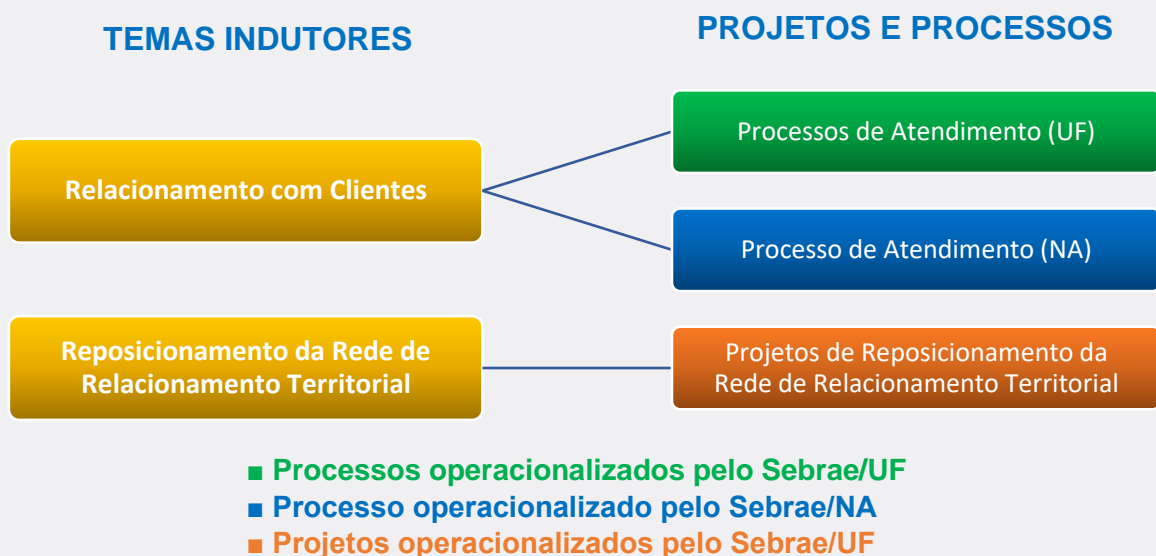 TEMAS INDUTORES
PROJETOS E PROCESSOS
Relacionamento com Clientes
Processos de Atendimento (UF)
Processo de Atendimento (NA)
Reposicionamento da Rede de
Relacionamento Territorial
Projetos de Reposicionamento da
Rede de Relacionamento Territorial
■ Processos operacionalizados pelo Sebrae/UF
■ Processo operacionalizado pelo Sebrae/NA
■ Projetos operacionalizados pelo Sebrae/UF